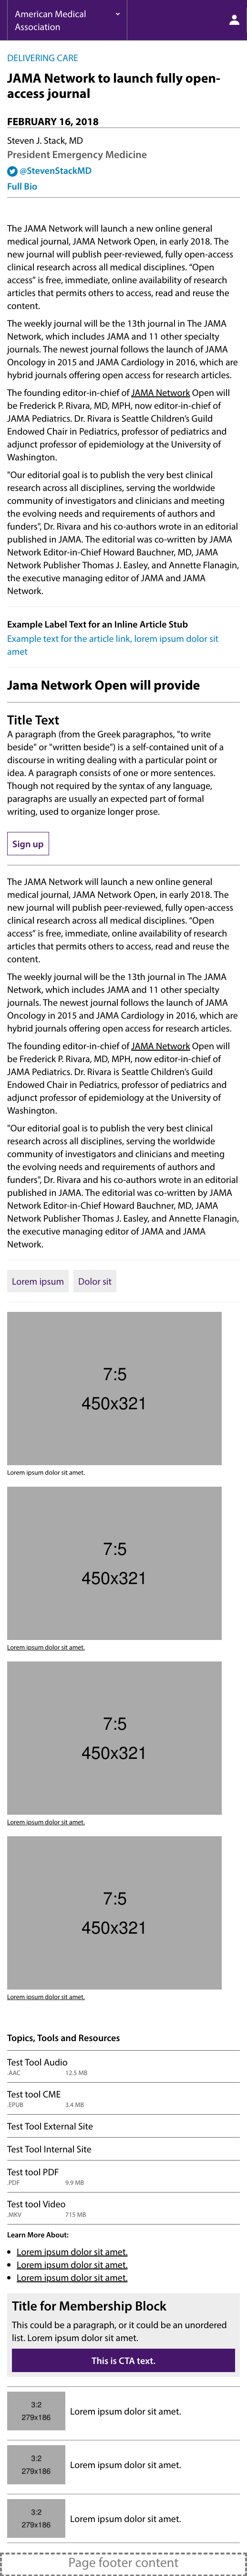 American Medical
Association
DELIVERING CARE
JAMA Network to launch fully open-
access journal
FEBRUARY 16, 2018
Steven J. Stack, MD
President Emergency Medicine
@StevenStackMD
Full Bio
The JAMA Network will launch a new online general
medical journal, JAMA Network Open, in early 2018. The
new journal will publish peer-reviewed, fully open-access
clinical research across all medical disciplines. “Open
access” is free, immediate, online availability of research
articles that permits others to access, read and reuse the
content.
The weekly journal will be the 13th journal in The JAMA
Network, which includes JAMA and 11 other specialty
journals. The newest journal follows the launch of JAMA
Oncology in 2015 and JAMA Cardiology in 2016, which are
hybrid journals offering open access for research articles.
The founding editor-in-chief of JAMA Network Open will
be Frederick P. Rivara, MD, MPH, now editor-in-chief of
JAMA Pediatrics. Dr. Rivara is Seattle Children’s Guild
Endowed Chair in Pediatrics, professor of pediatrics and
adjunct professor of epidemiology at the University of
Washington.
"Our editorial goal is to publish the very best clinical
research across all disciplines, serving the worldwide
community of investigators and clinicians and meeting
the evolving needs and requirements of authors and
funders", Dr. Rivara and his co-authors wrote in an editorial
published in JAMA. The editorial was co-written by JAMA
Network Editor-in-Chief Howard Bauchner, MD, JAMA
Network Publisher Thomas J. Easley, and Annette Flanagin,
the executive managing editor of JAMA and JAMA
Network.
Example Label Text for an Inline Article Stub
Example text for the article link, lorem ipsum dolor sit
amet
Jama Network Open will provide
Title Text
A paragraph (from the Greek paragraphos, "to write
beside" or "written beside") is a self-contained unit of a
discourse in writing dealing with a particular point or
idea. A paragraph consists of one or more sentences.
Though not required by the syntax of any language,
paragraphs are usually an expected part of formal
writing, used to organize longer prose.
Sign up
The JAMA Network will launch a new online general
medical journal, JAMA Network Open, in early 2018. The
new journal will publish peer-reviewed, fully open-access
clinical research across all medical disciplines. “Open
access” is free, immediate, online availability of research
articles that permits others to access, read and reuse the
content.
The weekly journal will be the 13th journal in The JAMA
Network, which includes JAMA and 11 other specialty
journals. The newest journal follows the launch of JAMA
Oncology in 2015 and JAMA Cardiology in 2016, which are
hybrid journals offering open access for research articles.
The founding editor-in-chief of JAMA Network Open will
be Frederick P. Rivara, MD, MPH, now editor-in-chief of
JAMA Pediatrics. Dr. Rivara is Seattle Children’s Guild
Endowed Chair in Pediatrics, professor of pediatrics and
adjunct professor of epidemiology at the University of
Washington.
"Our editorial goal is to publish the very best clinical
research across all disciplines, serving the worldwide
community of investigators and clinicians and meeting
the evolving needs and requirements of authors and
funders", Dr. Rivara and his co-authors wrote in an editorial
published in JAMA. The editorial was co-written by JAMA
Network Editor-in-Chief Howard Bauchner, MD, JAMA
Network Publisher Thomas J. Easley, and Annette Flanagin,
the executive managing editor of JAMA and JAMA
Network.
Lorem ipsum Dolor sit
7:5
450x321
Lorem ipsum dolor sit amet.
7:5
450x321
Lorem ipsum dolor sit amet.
7:5
450x321
Lorem ipsum dolor sit amet.
7:5
450x321
Lorem ipsum dolor sit amet.
Topics, Tools and Resources
Test Tool Audio
.AAC 12.5 MB
Test tool CME
.EPUB 3.4 MB
Test Tool External Site
Test Tool Internal Site
Test tool PDF
.PDF 9.9 MB
Test tool Video
.MKV 715 MB
Learn More About:
Lorem ipsum dolor sit amet.
Lorem ipsum dolor sit amet.
Lorem ipsum dolor sit amet.
Title for Membership Block
This could be a paragraph, or it could be an unordered
list. Lorem ipsum dolor sit amet.
This is CTA text.
3:2
279x186
Lorem ipsum dolor sit amet.
3:2
279x186
Lorem ipsum dolor sit amet.
3:2
279x186
Lorem ipsum dolor sit amet.
Page footer content